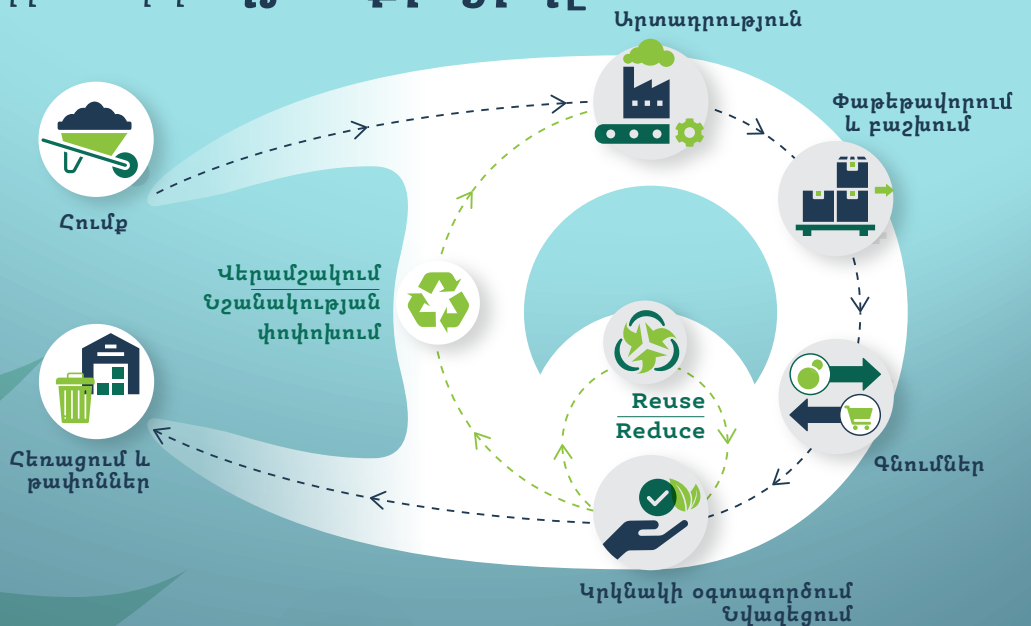 Արտադրություն
Փաթեթավորում
և բաշխում
Հումք
Վերամշակում
Նշանակության
փոփոխում
Reuse
Reduce
Գնումներ
Հեռացում և
թափոններ
Կրկնակի օգտագործում
Նվազեցում